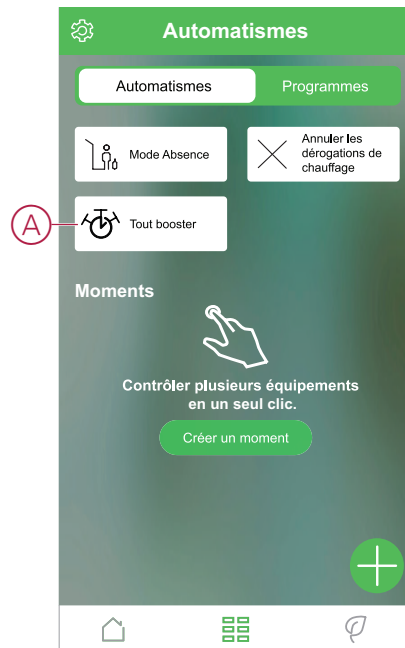 Automatismes
Automatismes
Programmes
Mode Absence
Annuler les
dérogations de
chauffage
A
Tout booster
Moments
Contrôler plusieurs équipements
en un seul clic.
Créer un moment